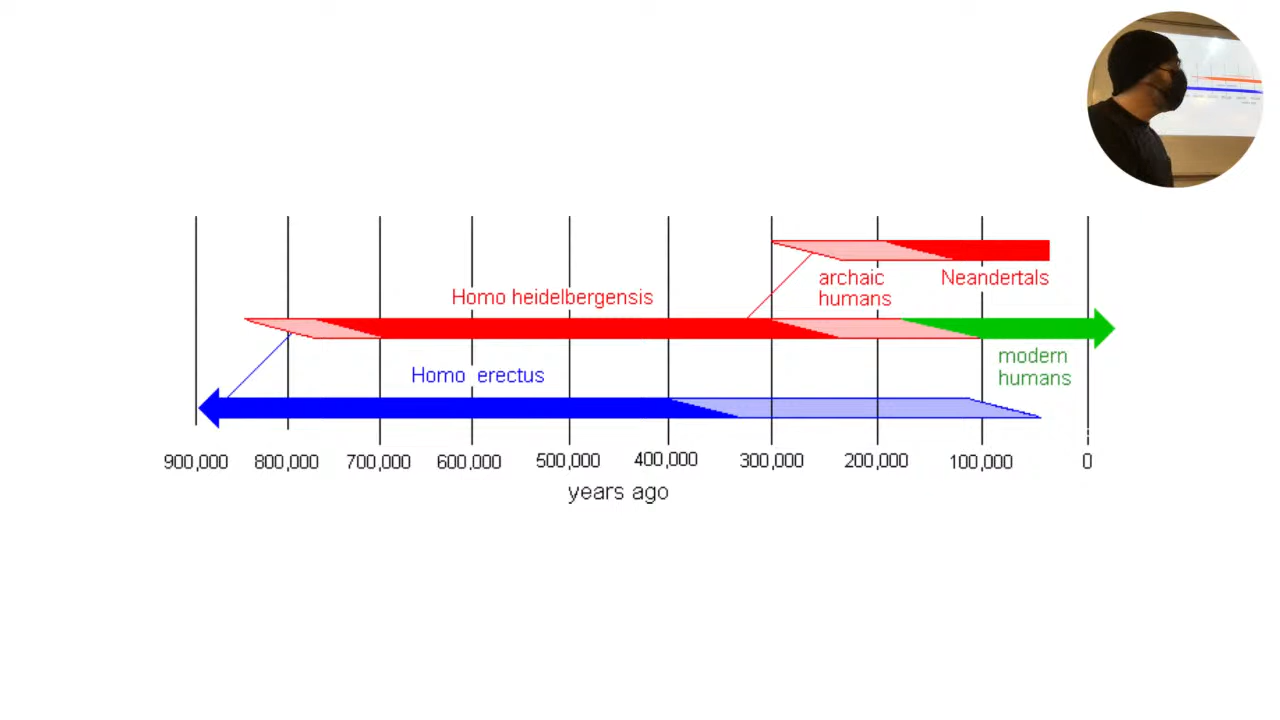 archaic
humans
Neandertals
Homo heidelbergensis
modern
humans
Homo erectus
900,000 800,000 700,000 600,000 500,000 400,000 300,000 200,000 100,000 0
years ago